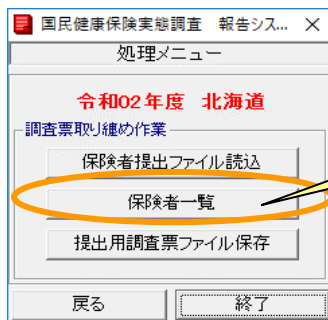 国民健康保険実態調査 報告シス...
処理メニュー
令和02年度 北海道
調査票取り纏め作業
保険者提出ファイル読込
保険者一覧
提出用調査票ファイル保存
戻る
終了